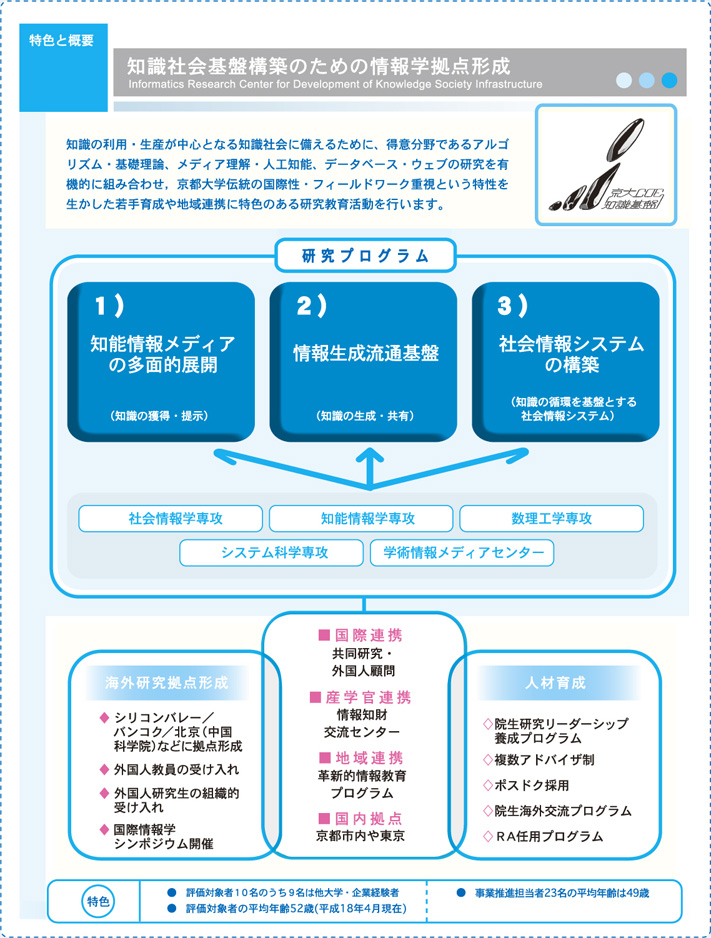 特色と概要
知識社会基盤構築のための情報学拠点形成
Informatics Research Center for Development of Knowledge Society Infrastructure
知識の利用・生産が中心となる知識社会に備えるために、得意分野であるアルゴ
リズム・基礎理論、メディア理解・人工知能、データベース・ウェブの研究を有
機的に組み合わせ，京都大学伝統の国際性・フィールドワーク重視という特性を
生かした若手育成や地域連携に特色のある研究教育活動を行います。
京大COE
知識基盤
研究プログラム
1）
知能情報メディア
の多面的展開
（知識の獲得・提示）
2）
情報生成流通基盤
（知識の生成・共有）
3）
社会情報システム
の構築
（知識の循環を基盤とする
社会情報システム）
社会情報学専攻
知能情報学専攻
数理工学専攻
システム科学専攻
学術情報メディアセンター
海外研究拠点形成
◆ シリコンバレー／
バンコク／北京（中国
科学院）などに拠点形成
◆ 外国人教員の受け入れ
◆ 外国人研究生の組織的
受け入れ
◆ 国際情報学
シンポジウム開催
■ 国際連携
共同研究・
外国人顧問
■ 産学官連携
情報知財
交流センター
■ 地域連携
革新的情報教育
プログラム
■ 国内拠点
京都市内や東京
人材育成
◇院生研究リーダーシップ
養成プログラム
◇複数アドバイザ制
◇ポスドク採用
◇院生海外交流プログラム
◇ＲＡ任用プログラム
特色
● 評価対象者１０名のうち９名は他大学・企業経験者
● 評価対象者の平均年齢52歳(平成18年4月現在)
● 事業推進担当者23名の平均年齢は49歳